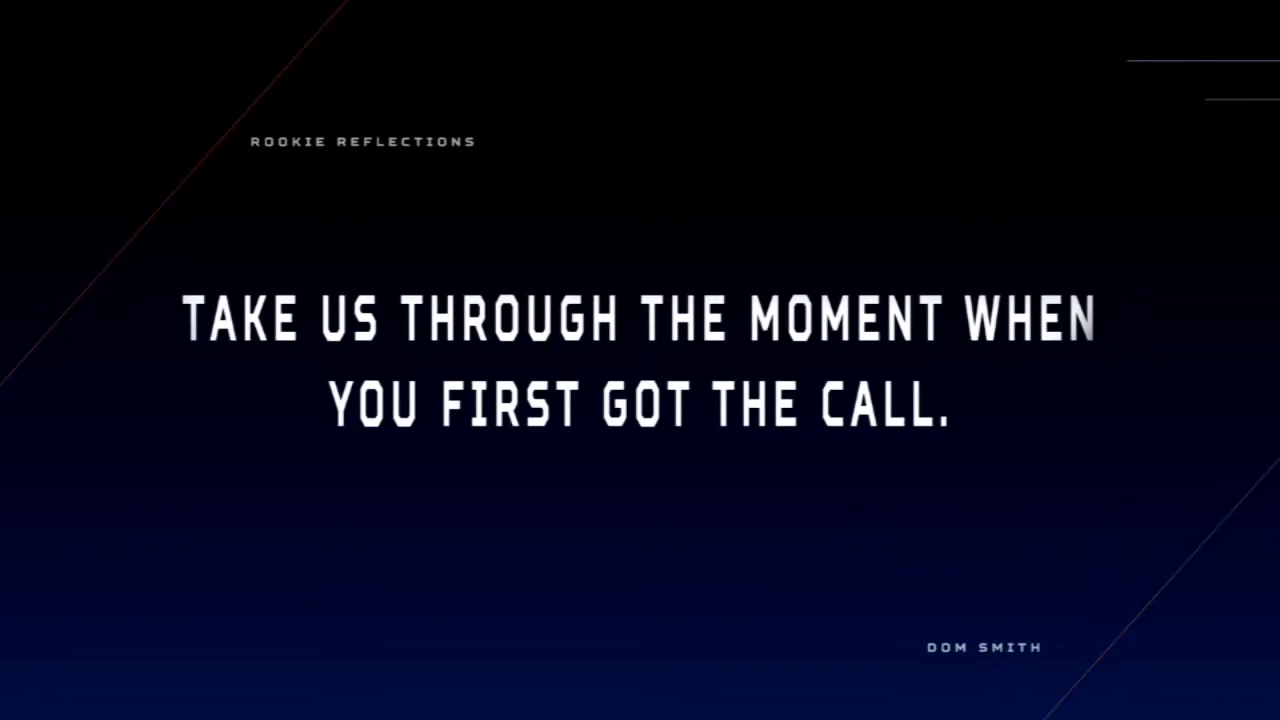 ROOKIE REFLECTIONS
TAKE US THROUGH THE MOMENT WHEN
YOU FIRST GOT THE CALL.
DOM SMITH